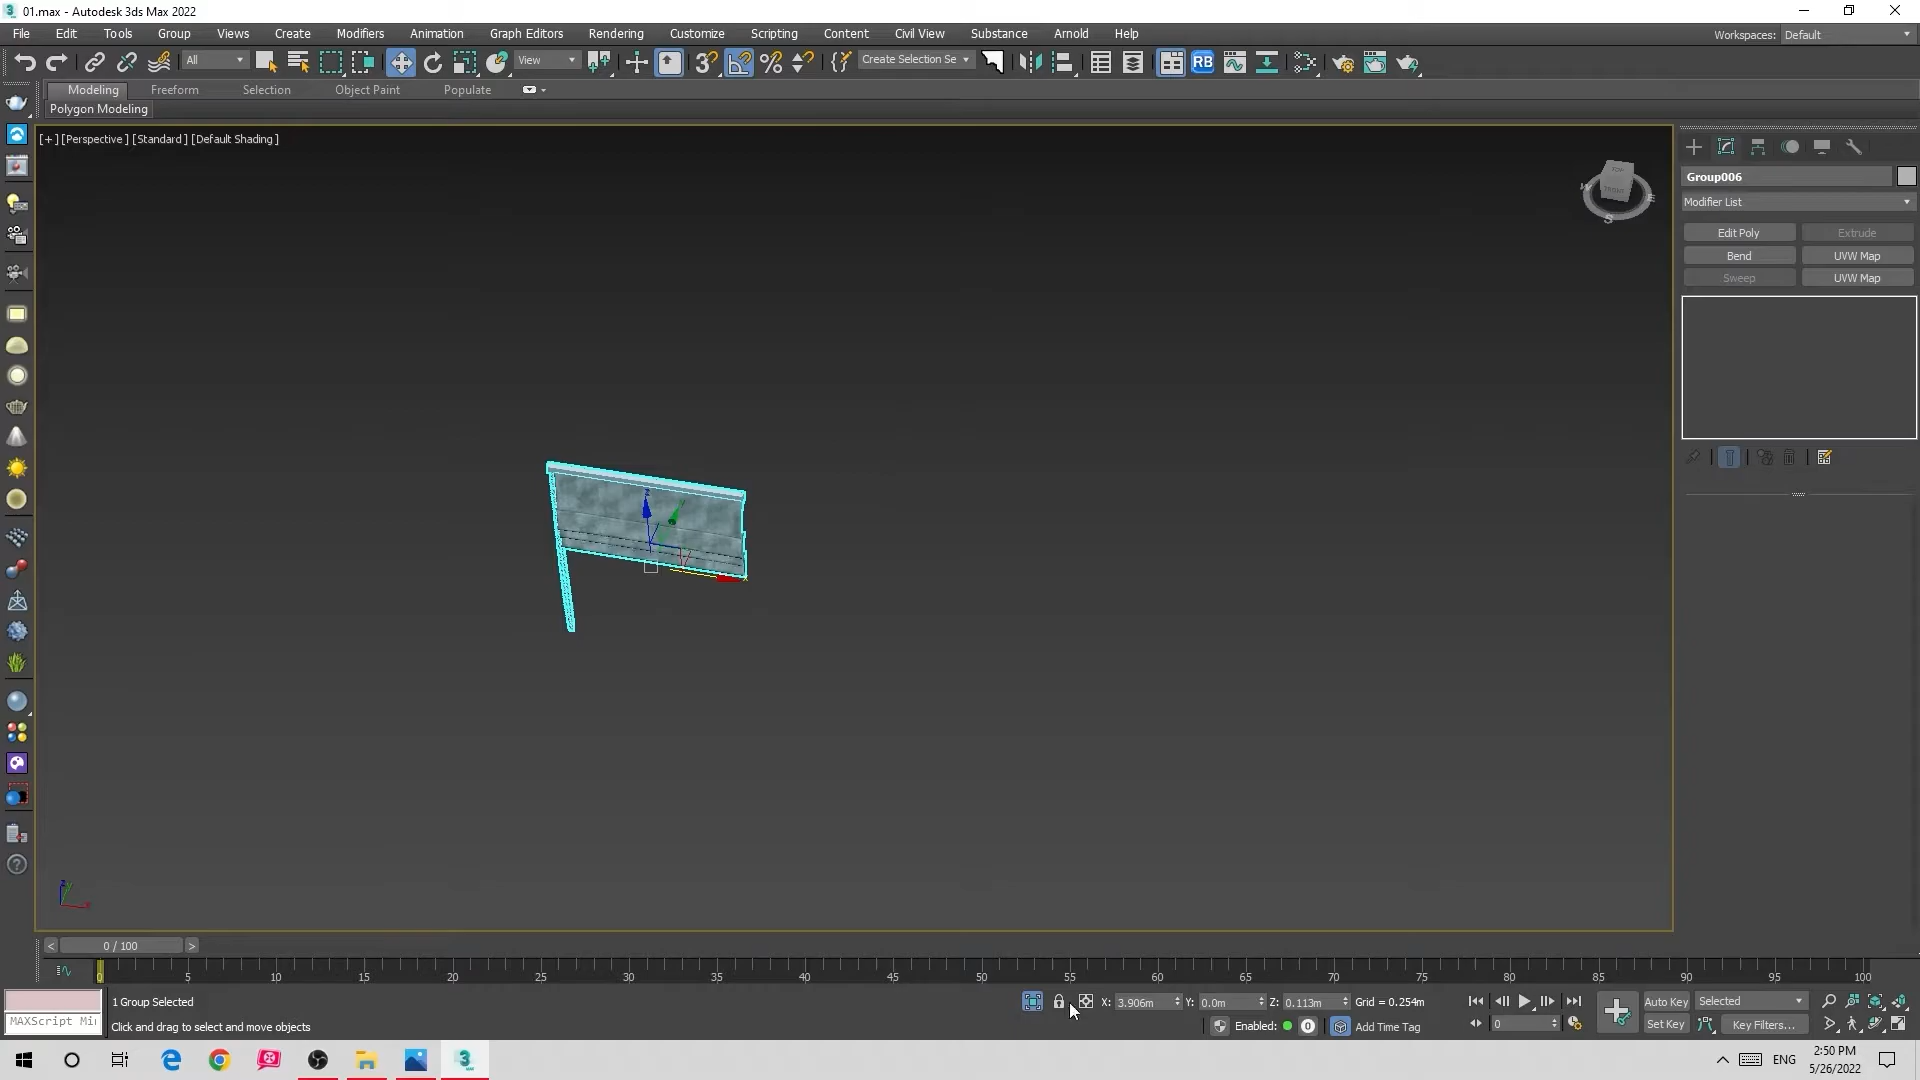 01.max - Autodesk 3ds Max 2022
File Edit Tools Group Views Create Modifiers Animation Graph Editors Rendering Customize Scripting Content Civil View Substance Arnold Help
Workspaces: Default
All
View
Create Selection Se
RB
Modeling Freeform Selection Object Paint Populate
Polygon Modeling
[+] [Perspective] [Standard] [Default Shading]
TOP
FRONT
W
E
S
Group006
Modifier List
Edit Poly Extrude
Bend UVW Map
Sweep UVW Map
0 / 100
0 5 10 15 20 25 30 35 40 45 50 55 60 65 70 75 80 85 90 95 100
1 Group Selected
X: 3.906m Y: 0.0m Z: 0.113m Grid = 0.254m
Auto Key Selected
MAXScript Mi
Click and drag to select and move objects
Enabled: 0 Add Time Tag
0
Set Key Key Filters...
ENG
2:50 PM
5/26/2022